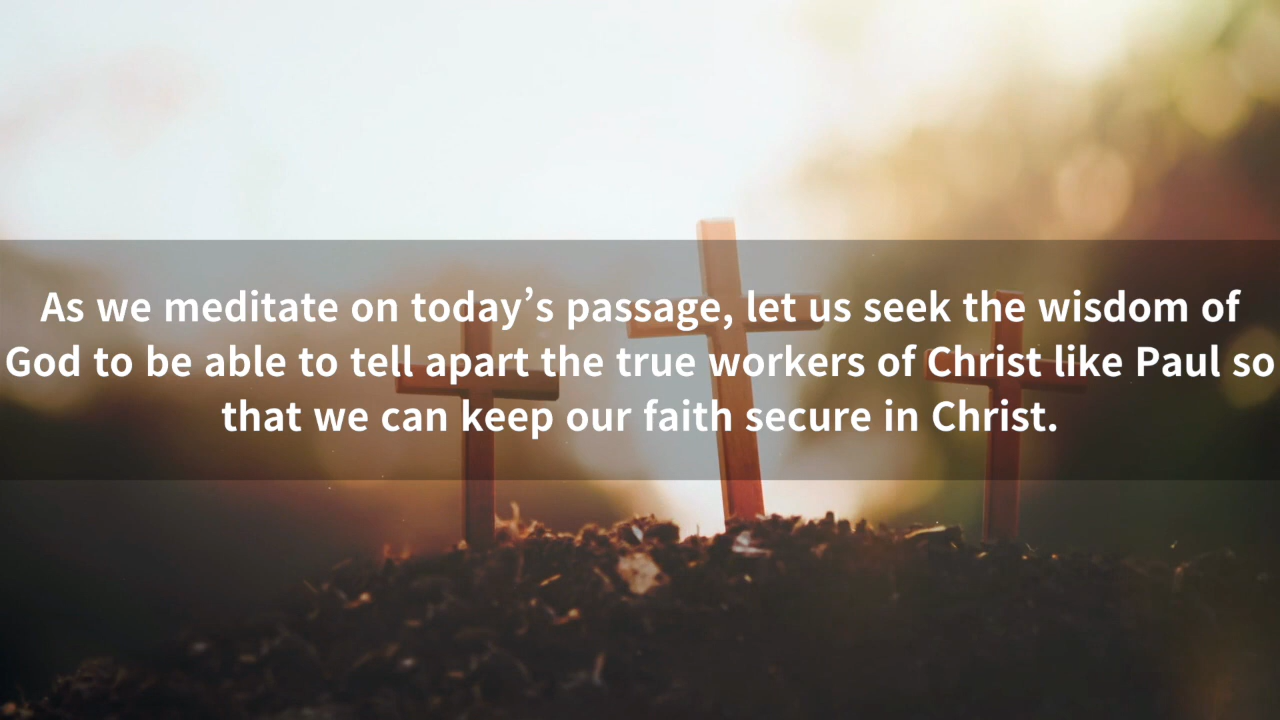 As we meditate on today’s passage, let us seek the wisdom of
God to be able to tell apart the true workers of Christ like Paul so
that we can keep our faith secure in Christ.